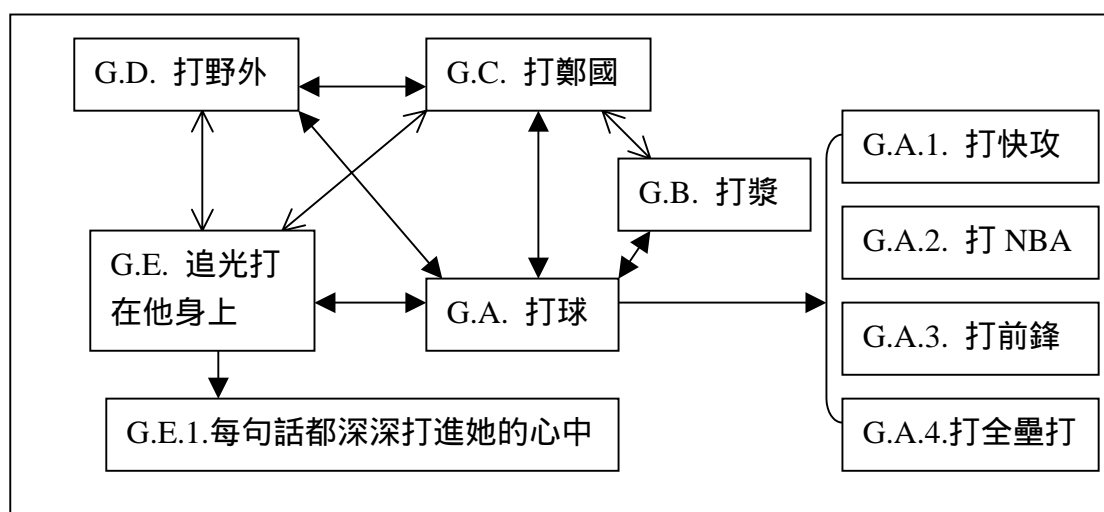 G.D. 打野外
G.C. 打鄭國
G.A.1. 打快攻
G.B. 打漿
G.A.2. 打 NBA
G.E. 追光打
在他身上
G.A. 打球
G.A.3. 打前鋒
G.E.1.每句話都深深打進她的心中
G.A.4.打全壘打